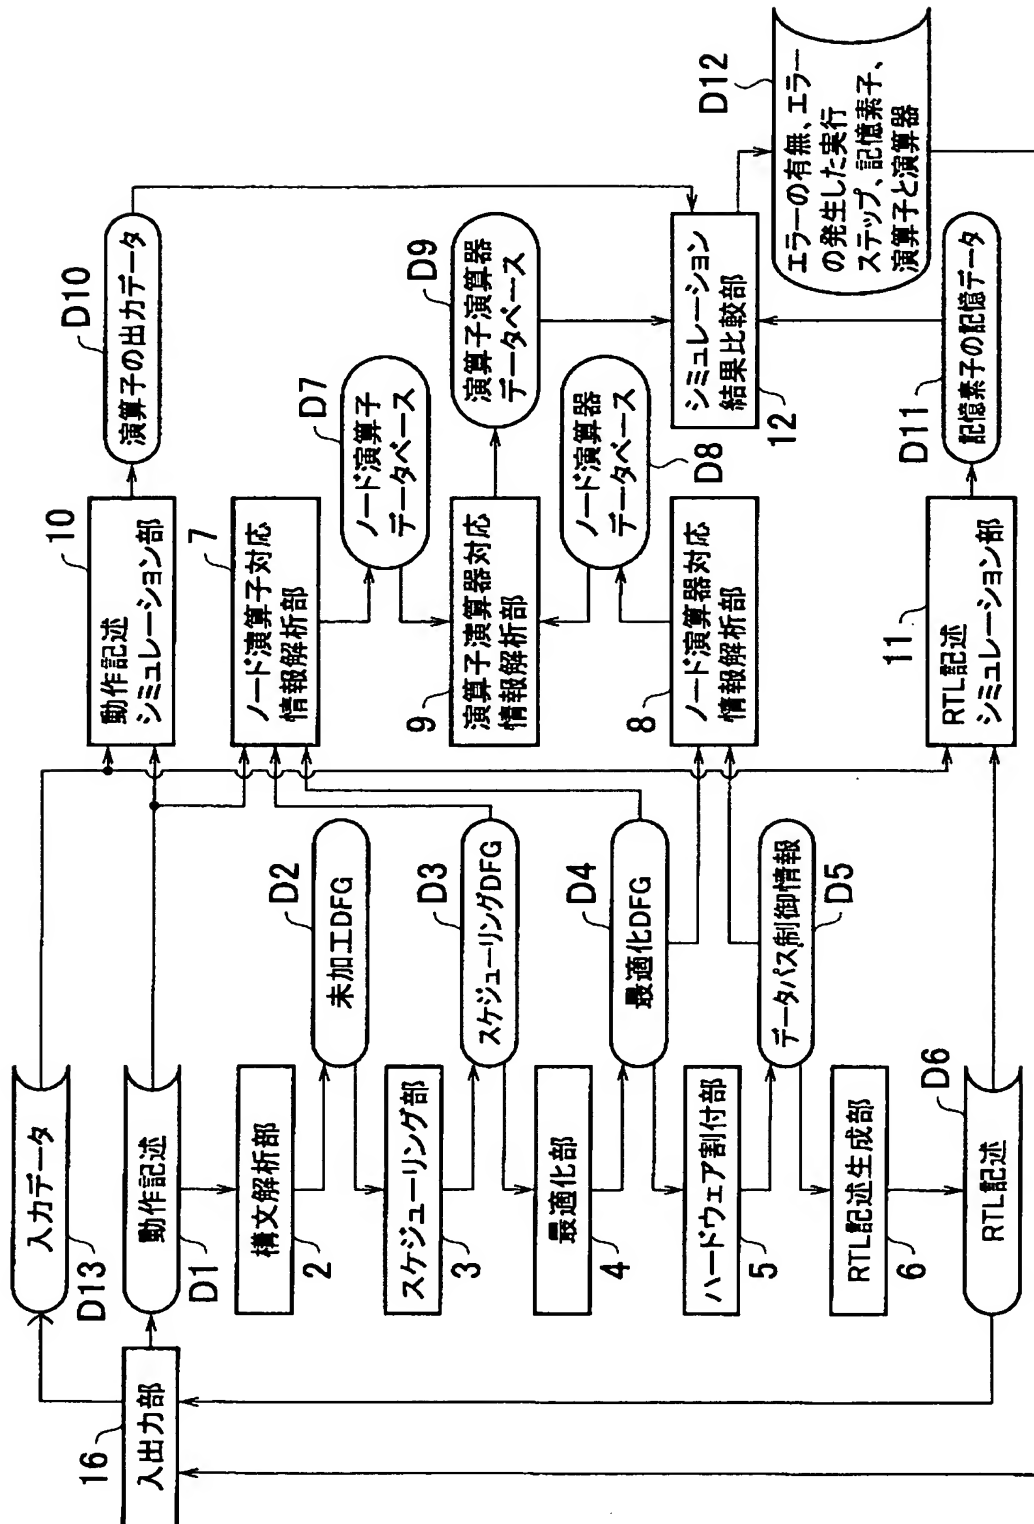 16
入出力部
入力データ
D13
動作記述
D1
構文解析部
2
未加工DFG
D2
スケジューリング部
3
スケジューリングDFG
D3
最適化部
4
最適化DFG
D4
ハードウェア割付部
5
データパス制御情報
D5
RTL記述生成部
6
RTL記述
D6
10
動作記述
シミュレーション部
7
ノード演算子対応
情報解析部
9
演算子演算器対応
情報解析部
8
ノード演算器対応
情報解析部
11
RTL記述
シミュレーション部
D10
演算子の出力データ
D7
ノード演算子
データベース
D9
演算子演算器
データベース
D8
ノード演算器
データベース
シミュレーション
結果比較部
12
D11
記憶素子の記憶データ
D12
エラーの有無、エラー
の発生した実行
ステップ、記憶素子、
演算子と演算器